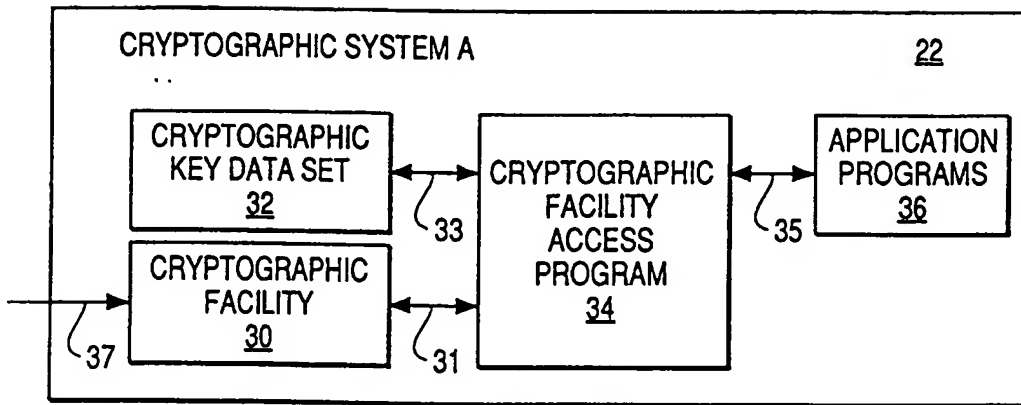 CRYPTOGRAPHIC SYSTEM A
22
CRYPTOGRAPHIC
KEY DATA SET
32
33
CRYPTOGRAPHIC
FACILITY
30
37
31
CRYPTOGRAPHIC
FACILITY
ACCESS
PROGRAM
34
35
APPLICATION
PROGRAMS
36